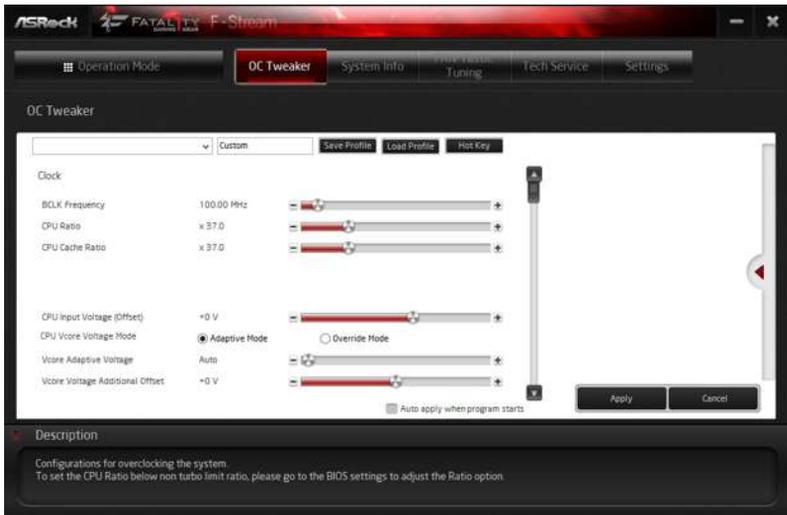 ASRock FATAL1TY GAMING GEAR F-Stream
Operation Mode OC Tweaker System Info Tuning Tech Service Settings
OC Tweaker
Custom Save Profile Load Profile Hot Key
Clock
BCLK Frequency 100.00 MHz
CPU Ratio x 37.0
CPU Cache Ratio x 37.0
CPU Input Voltage (Offset) +0 V
CPU Vcore Voltage Mode Adaptive Mode Override Mode
Vcore Adaptive Voltage Auto
Vcore Voltage Additional Offset +0 V
Auto apply when program starts
Apply Cancel
Description
Configurations for overclocking the system.
To set the CPU Ratio below non turbo limit ratio, please go to the BIOS settings to adjust the Ratio option.